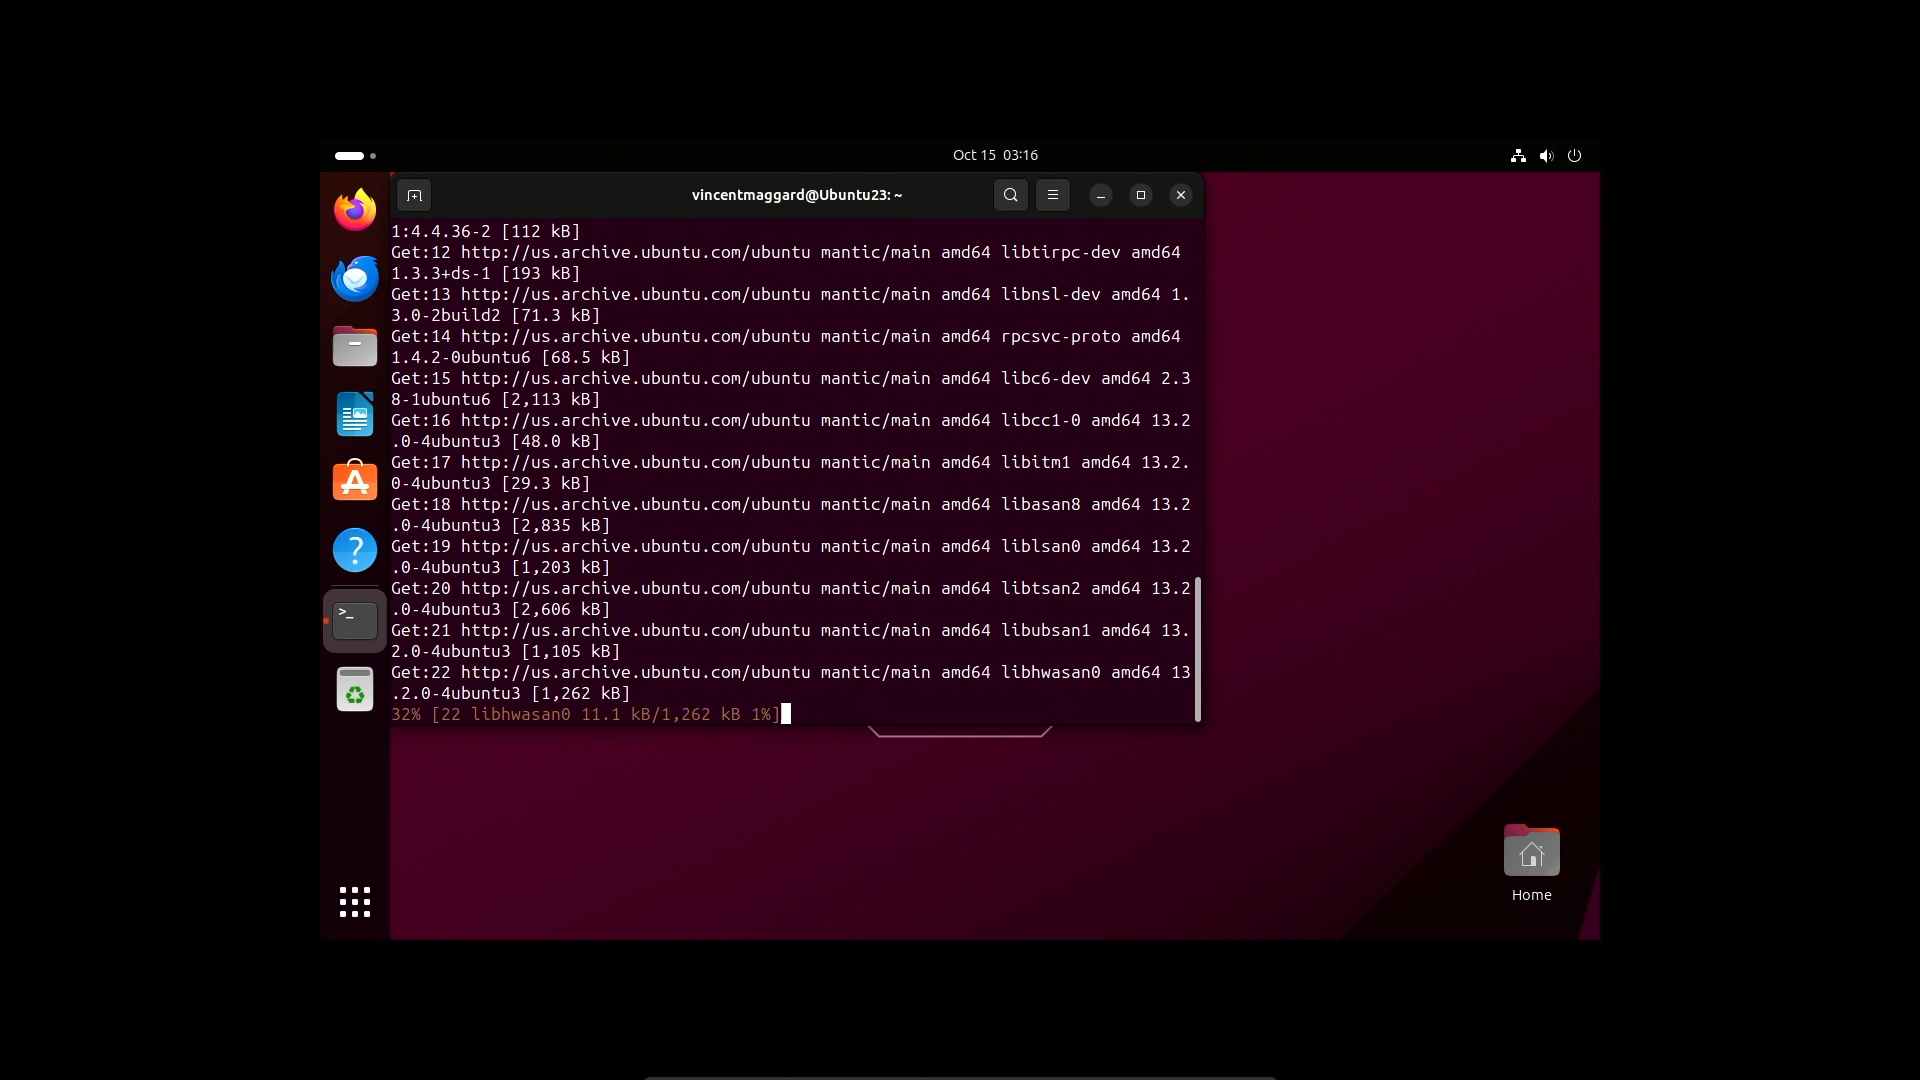 Oct 15 03:16
vincentmaggard@Ubuntu23: ~
1:4.4.36-2 [112 kB]
Get:12 http://us.archive.ubuntu.com/ubuntu mantic/main amd64 libtirpc-dev amd64
1.3.3+ds-1 [193 kB]
Get:13 http://us.archive.ubuntu.com/ubuntu mantic/main amd64 libnsl-dev amd64 1.
3.0-2build2 [71.3 kB]
Get:14 http://us.archive.ubuntu.com/ubuntu mantic/main amd64 rpcsvc-proto amd64
1.4.2-0ubuntu6 [68.5 kB]
Get:15 http://us.archive.ubuntu.com/ubuntu mantic/main amd64 libc6-dev amd64 2.3
8-1ubuntu6 [2,113 kB]
Get:16 http://us.archive.ubuntu.com/ubuntu mantic/main amd64 libcc1-0 amd64 13.2
.0-4ubuntu3 [48.0 kB]
Get:17 http://us.archive.ubuntu.com/ubuntu mantic/main amd64 libitm1 amd64 13.2.
0-4ubuntu3 [29.3 kB]
Get:18 http://us.archive.ubuntu.com/ubuntu mantic/main amd64 libasan8 amd64 13.2
.0-4ubuntu3 [2,835 kB]
Get:19 http://us.archive.ubuntu.com/ubuntu mantic/main amd64 liblsan0 amd64 13.2
.0-4ubuntu3 [1,203 kB]
Get:20 http://us.archive.ubuntu.com/ubuntu mantic/main amd64 libtsan2 amd64 13.2
.0-4ubuntu3 [2,606 kB]
Get:21 http://us.archive.ubuntu.com/ubuntu mantic/main amd64 libubsan1 amd64 13.
2.0-4ubuntu3 [1,105 kB]
Get:22 http://us.archive.ubuntu.com/ubuntu mantic/main amd64 libhwasan0 amd64 13
.2.0-4ubuntu3 [1,262 kB]
32% [22 libhwasan0 11.1 kB/1,262 kB 1%]
Home